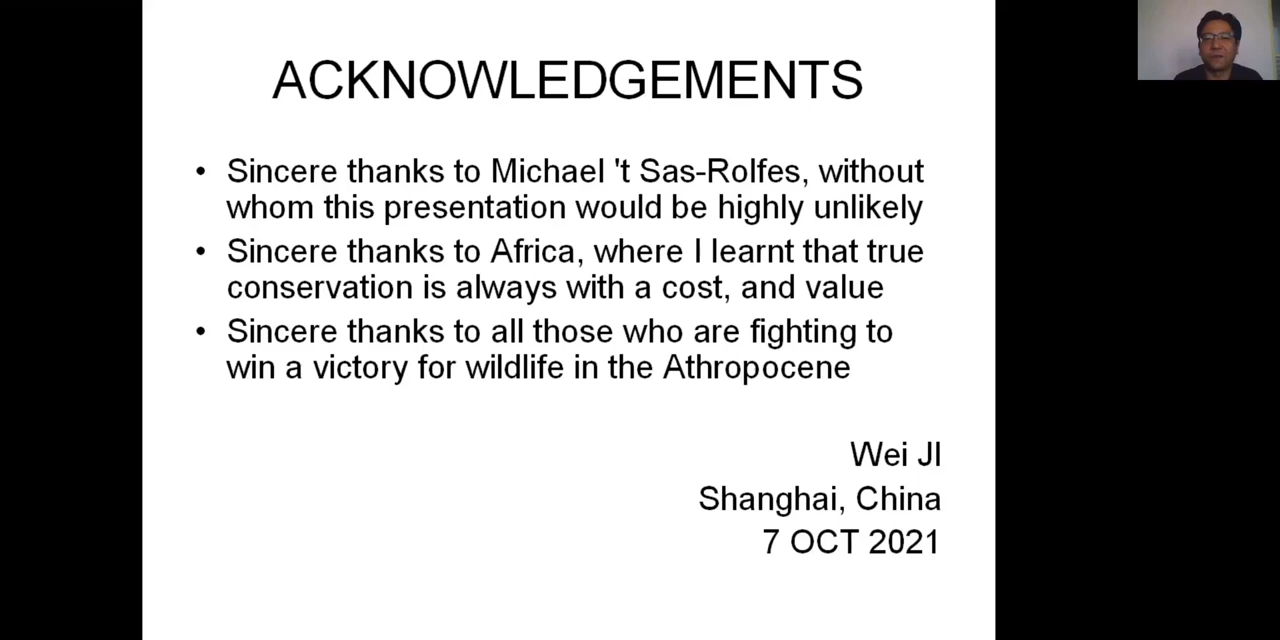 ACKNOWLEDGEMENTS
• Sincere thanks to Michael 't Sas-Rolfes, without
whom this presentation would be highly unlikely
• Sincere thanks to Africa, where I learnt that true
conservation is always with a cost, and value
• Sincere thanks to all those who are fighting to
win a victory for wildlife in the Athropocene
Wei JI
Shanghai, China
7 OCT 2021